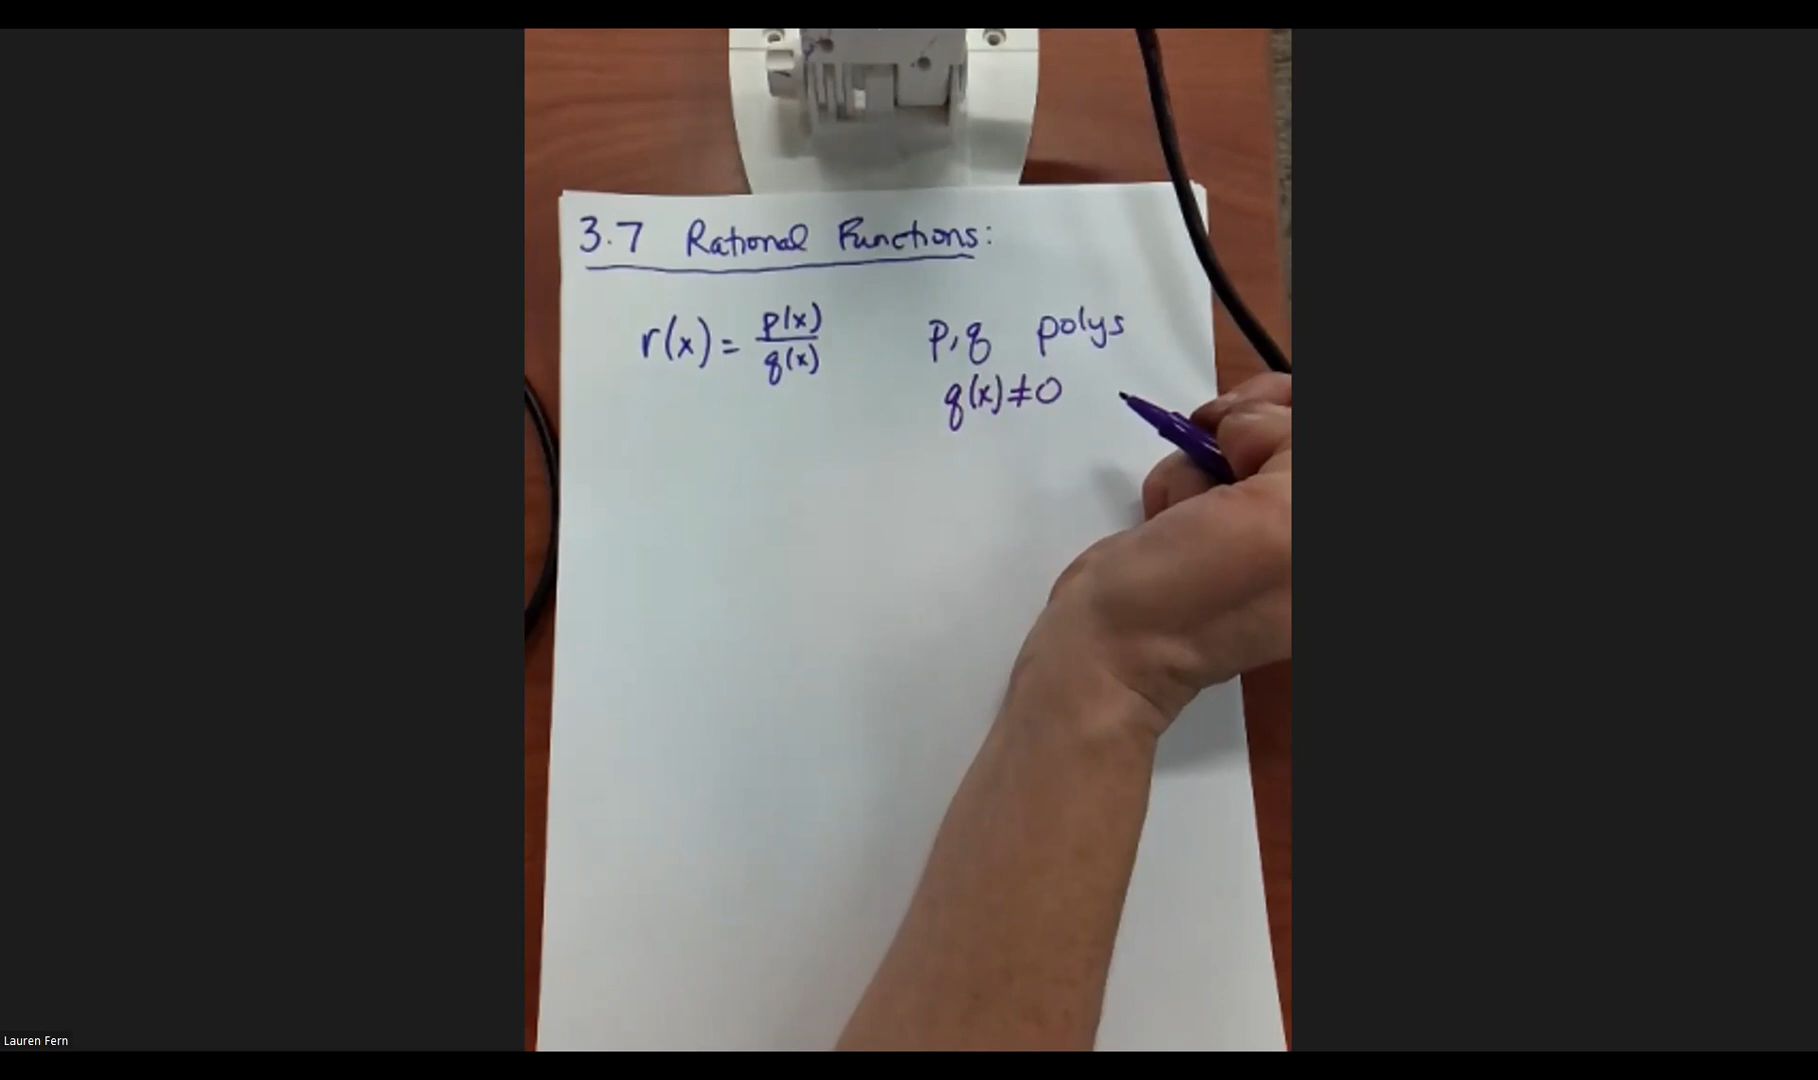 3.7 Rational Functions:
r(x) = p(x)/q(x) p,q polys
q(x) ≠ 0
Lauren Fern